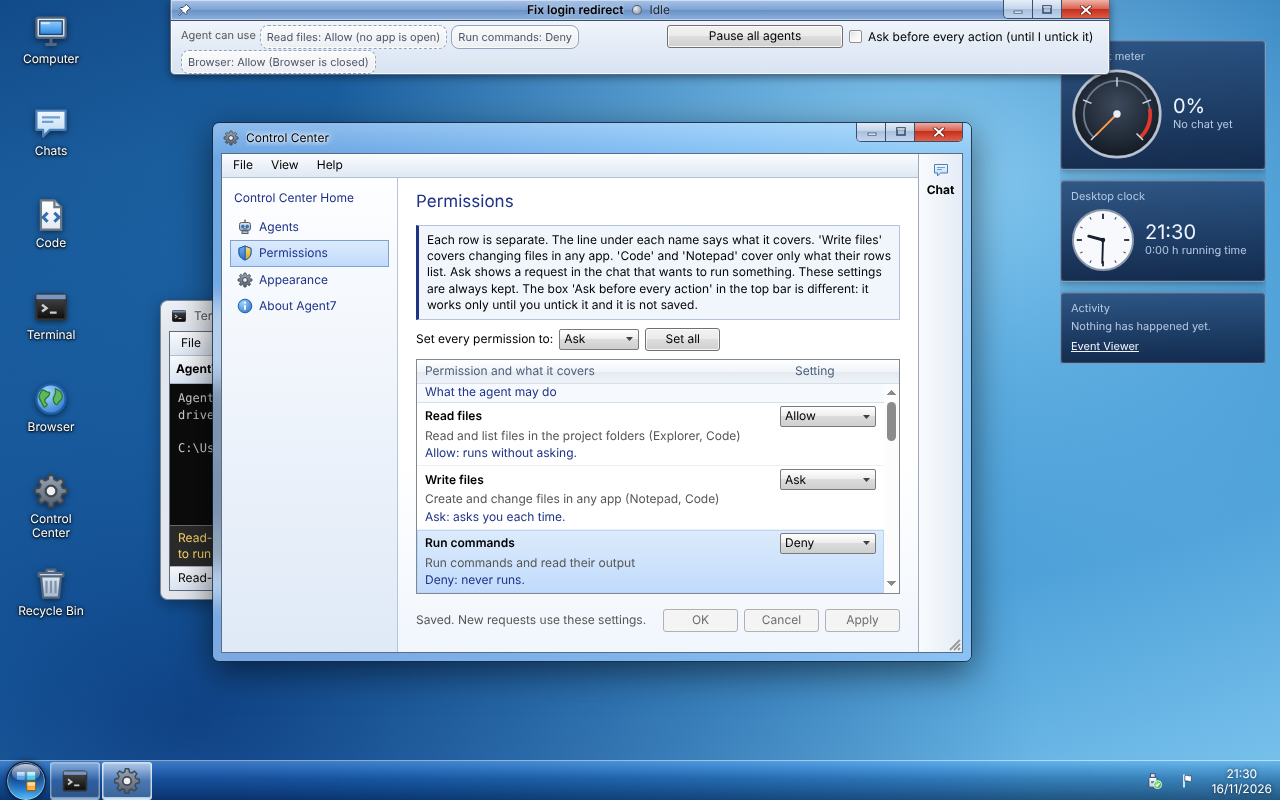 Fix login redirect
Idle
Agent can use
Read files: Allow (no app is open)
Run commands: Deny
Browser: Allow (Browser is closed)
Pause all agents
Ask before every action (until I untick it)
Computer
Chats
Code
Terminal
Browser
Control
Center
Recycle Bin
meter
0%
No chat yet
Desktop clock
21:30
0:00 h running time
Activity
Nothing has happened yet.
Event Viewer
Control Center
File View Help
Control Center Home
Agents
Permissions
Appearance
About Agent7
Permissions
Each row is separate. The line under each name says what it covers. 'Write files'
covers changing files in any app. 'Code' and 'Notepad' cover only what their rows
list. Ask shows a request in the chat that wants to run something. These settings
are always kept. The box 'Ask before every action' in the top bar is different: it
works only until you untick it and it is not saved.
Set every permission to: Ask Set all
Permission and what it covers Setting
What the agent may do
Read files Allow
Read and list files in the project folders (Explorer, Code)
Allow: runs without asking.
Write files Ask
Create and change files in any app (Notepad, Code)
Ask: asks you each time.
Run commands Deny
Run commands and read their output
Deny: never runs.
Saved. New requests use these settings.
OK Cancel Apply
Chat
Ter
File
Agent
Agent
drive
C:\Us
Read-
to run
Read-
21:30
16/11/2026